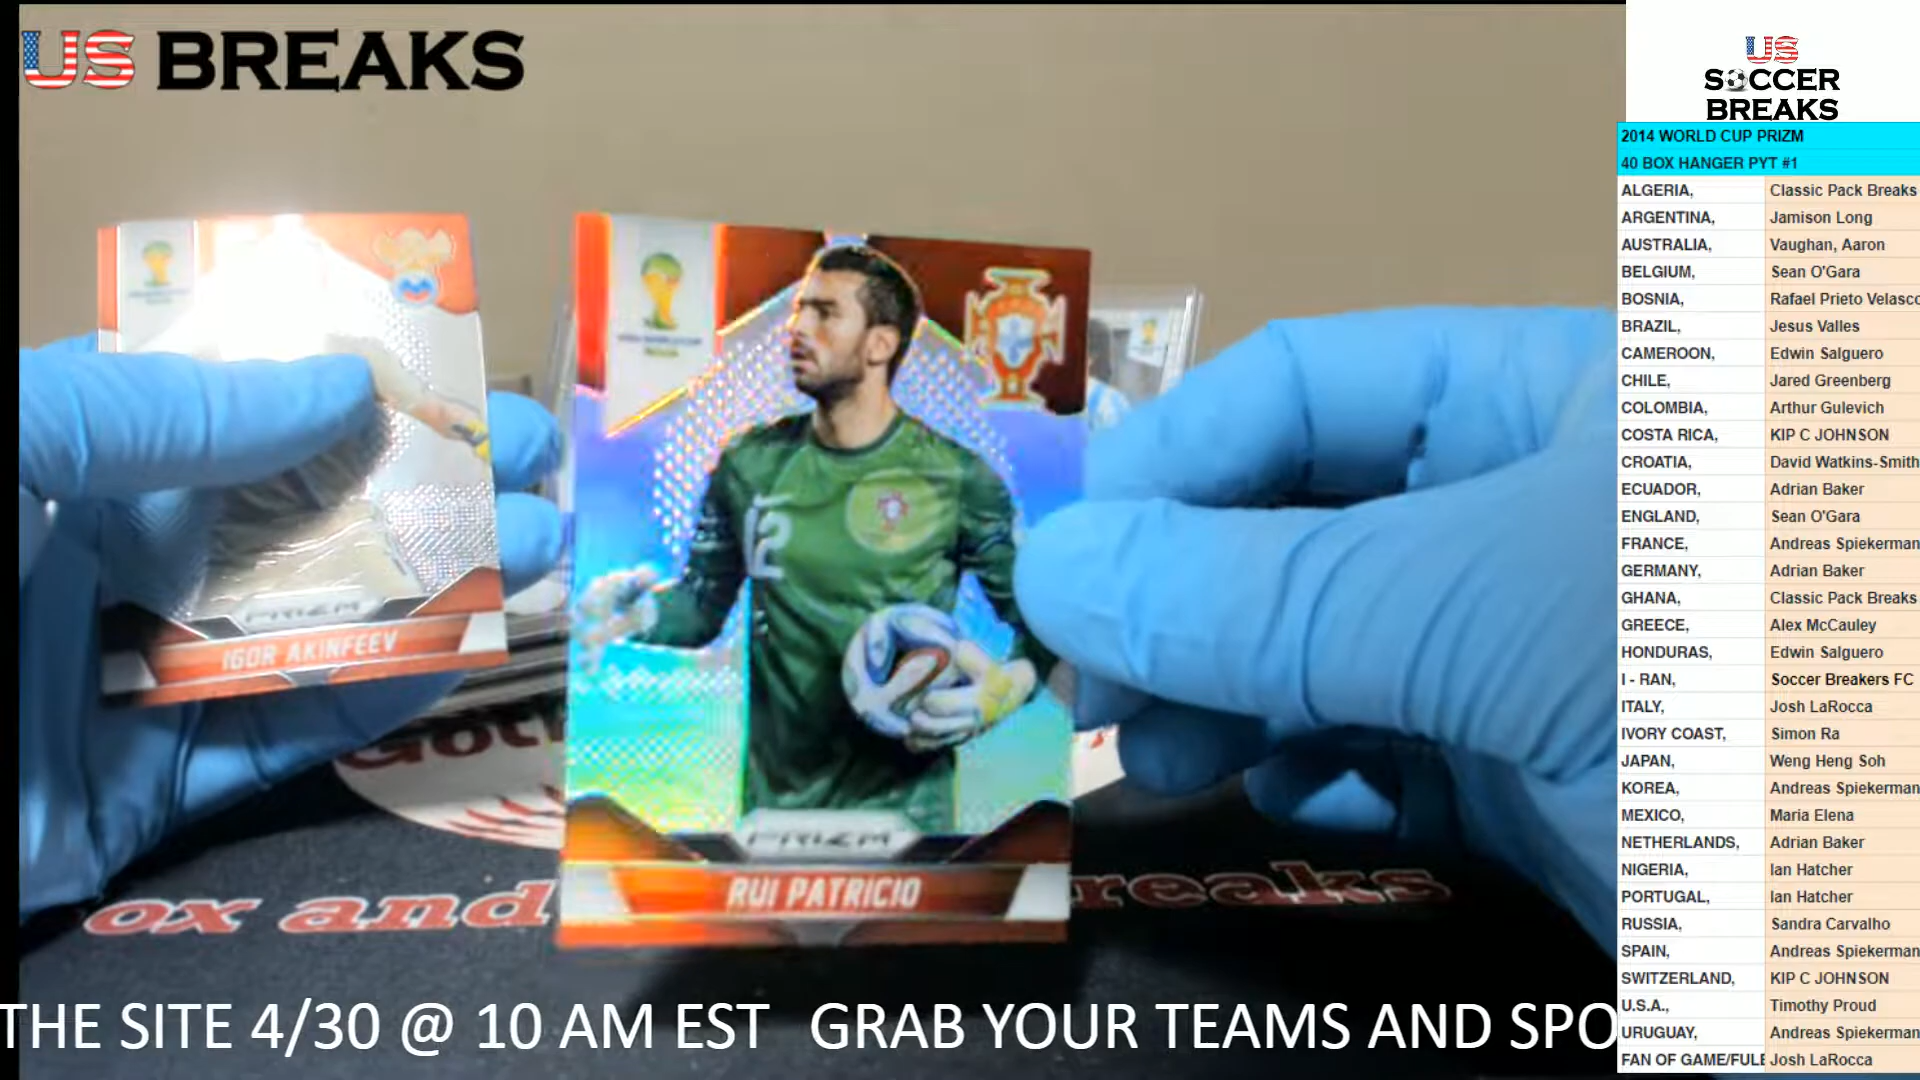 US BREAKS
US
SOCCER
BREAKS
2014 WORLD CUP PRIZM
40 BOX HANGER PYT #1
ALGERIA, Classic Pack Breaks
ARGENTINA, Jamison Long
AUSTRALIA, Vaughan, Aaron
BELGIUM, Sean O'Gara
BOSNIA, Rafael Prieto Velasco
BRAZIL, Jesus Valles
CAMEROON, Edwin Salguero
CHILE, Jared Greenberg
COLOMBIA, Arthur Gulevich
COSTA RICA, KIP C JOHNSON
CROATIA, David Watkins-Smith
ECUADOR, Adrian Baker
ENGLAND, Sean O'Gara
FRANCE, Andreas Spiekerman
GERMANY, Adrian Baker
GHANA, Classic Pack Breaks
GREECE, Alex McCauley
HONDURAS, Edwin Salguero
I - RAN, Soccer Breakers FC
ITALY, Josh LaRocca
IVORY COAST, Simon Ra
JAPAN, Weng Heng Soh
KOREA, Andreas Spiekerman
MEXICO, Maria Elena
NETHERLANDS, Adrian Baker
NIGERIA, Ian Hatcher
PORTUGAL, Ian Hatcher
RUSSIA, Sandra Carvalho
SPAIN, Andreas Spiekerman
SWITZERLAND, KIP C JOHNSON
U.S.A., Timothy Proud
URUGUAY, Andreas Spiekerman
FAN OF GAME/FULE Josh LaRocca
12
PRIZM
IGOR AKINFEEV
PRIZM
RUI PATRICIO
Goth
ox and reaks
THE SITE 4/30 @ 10 AM EST GRAB YOUR TEAMS AND SPO